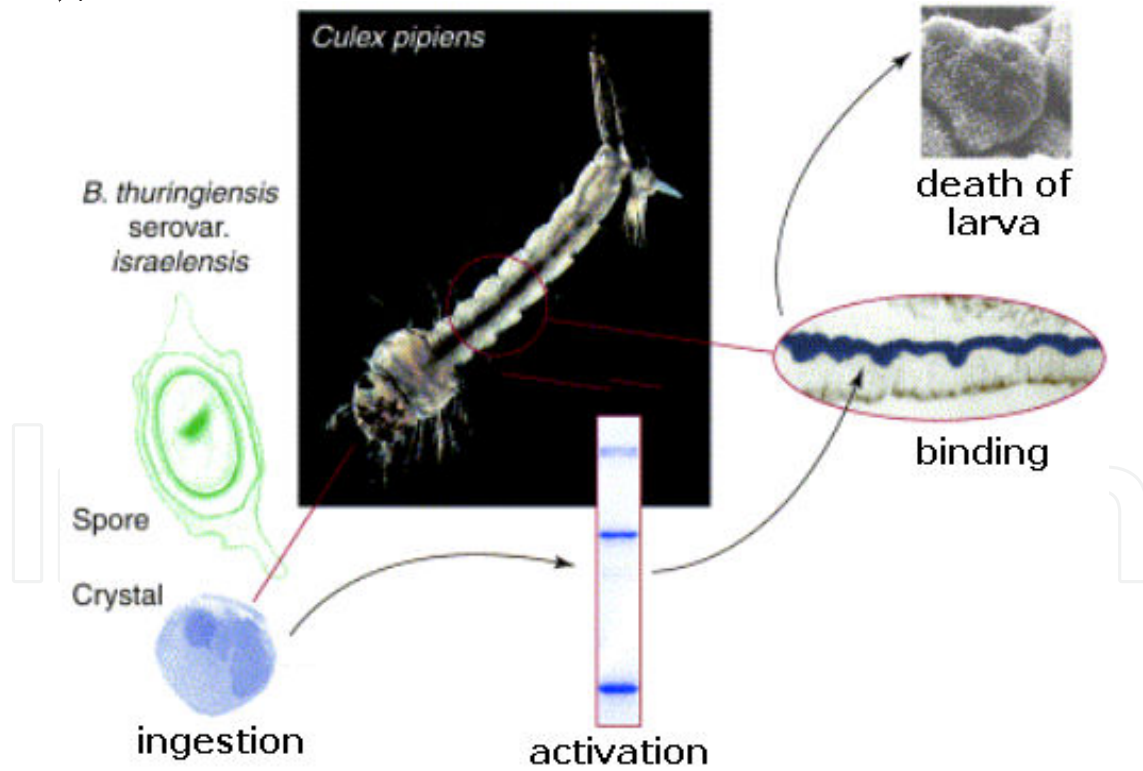 Culex pipiens
B. thuringiensis
serovar.
israelensis
Spore
Crystal
ingestion
activation
binding
death of
larva